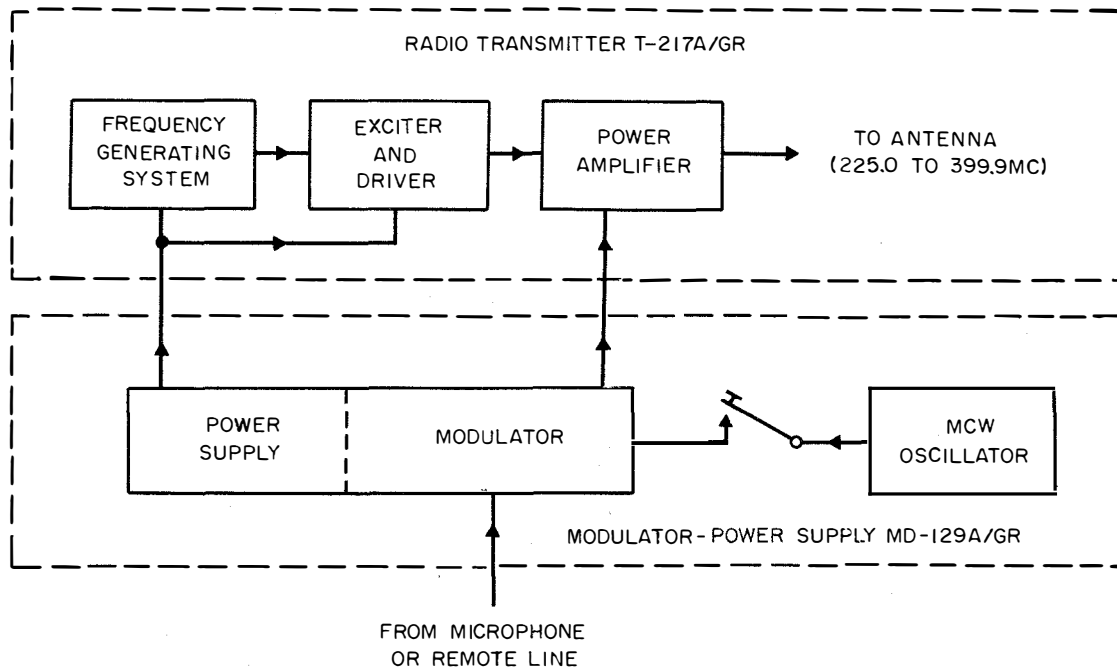 RADIO TRANSMITTER T-217A/GR
FREQUENCY
GENERATING
SYSTEM
EXCITER
AND
DRIVER
POWER
AMPLIFIER
TO ANTENNA
(225.0 TO 399.9MC)
POWER
SUPPLY
MODULATOR
MCW
OSCILLATOR
MODULATOR-POWER SUPPLY MD-129A/GR
FROM MICROPHONE
OR REMOTE LINE